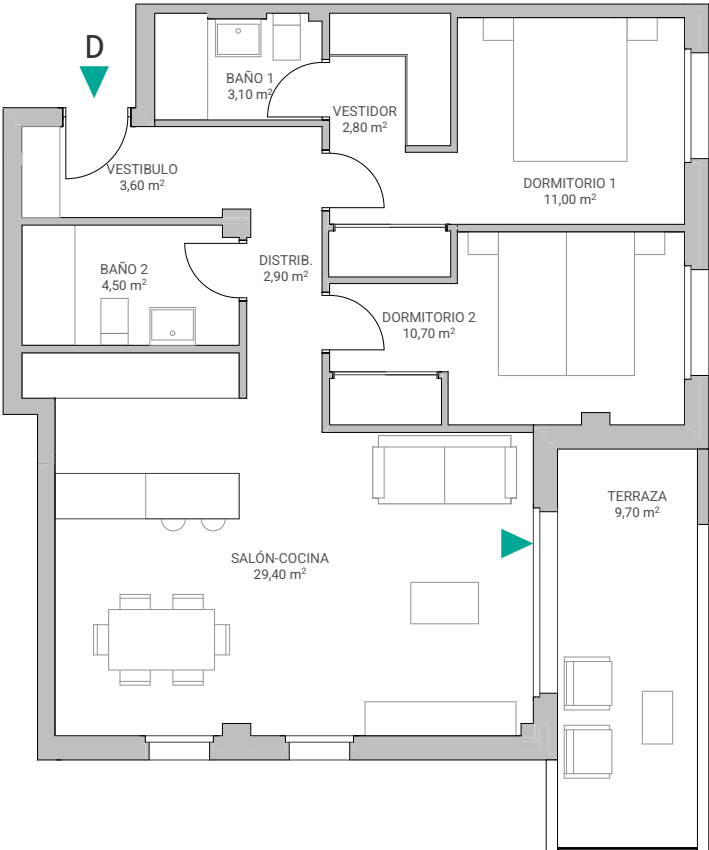 D
BAÑO 1
3,10 m²
VESTIDOR
2,80 m²
VESTIBULO
3,60 m²
DORMITORIO 1
11,00 m²
BAÑO 2
4,50 m²
DISTRIB.
2,90 m²
DORMITORIO 2
10,70 m²
TERRAZA
9,70 m²
SALÓN-COCINA
29,40 m²